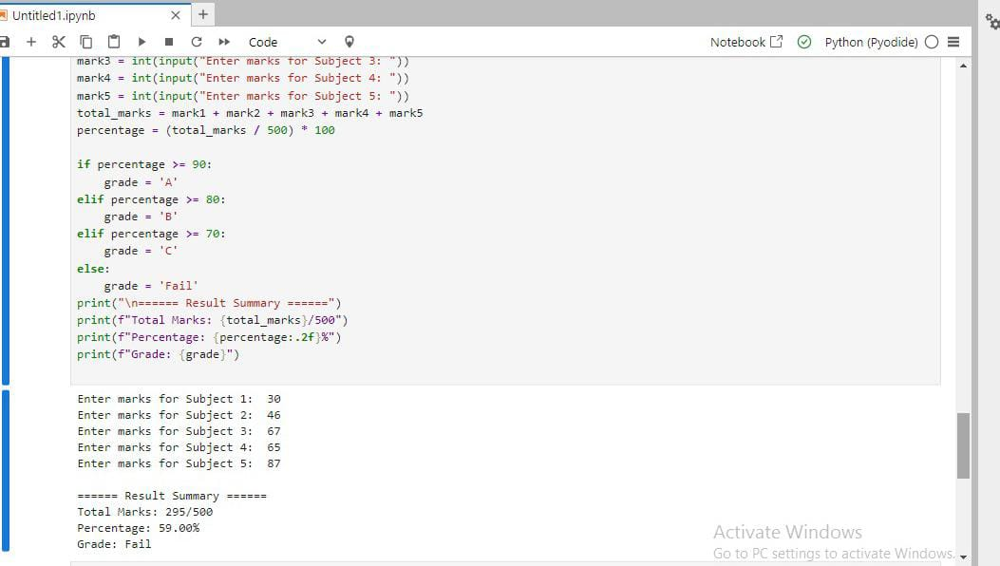 Untitled1.ipynb
Code
Notebook
Python (Pyodide)
mark3 = int(input("Enter marks for Subject 3: "))
mark4 = int(input("Enter marks for Subject 4: "))
mark5 = int(input("Enter marks for Subject 5: "))
total_marks = mark1 + mark2 + mark3 + mark4 + mark5
percentage = (total_marks / 500) * 100
if percentage >= 90:
    grade = 'A'
elif percentage >= 80:
    grade = 'B'
elif percentage >= 70:
    grade = 'C'
else:
    grade = 'Fail'
print("\n====== Result Summary ======")
print(f"Total Marks: {total_marks}/500")
print(f"Percentage: {percentage:.2f}%")
print(f"Grade: {grade}")
Enter marks for Subject 1:  30
Enter marks for Subject 2:  46
Enter marks for Subject 3:  67
Enter marks for Subject 4:  65
Enter marks for Subject 5:  87
====== Result Summary ======
Total Marks: 295/500
Percentage: 59.00%
Grade: Fail
Activate Windows
Go to PC settings to activate Windows.